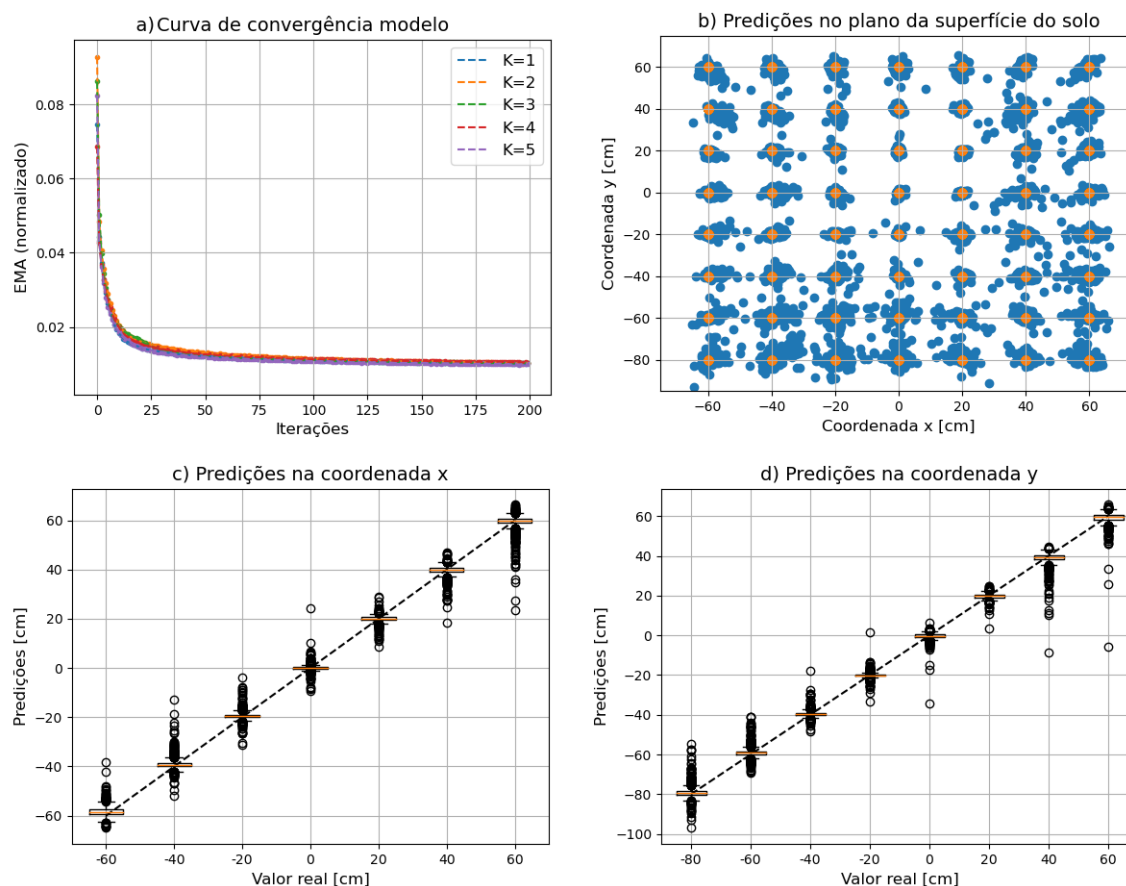 a) Curva de convergência modelo
EMA (normalizado)
0.08
0.06
0.04
0.02
K=1
K=2
K=3
K=4
K=5
0 25 50 75 100 125 150 175 200
Iterações
b) Predições no plano da superfície do solo
Coordenada y [cm]
60
40
20
0
−20
−40
−60
−80
−60 −40 −20 0 20 40 60
Coordenada x [cm]
c) Predições na coordenada x
Predições [cm]
60
40
20
0
−20
−40
−60
-60 -40 -20 0 20 40 60
Valor real [cm]
d) Predições na coordenada y
Predições [cm]
60
40
20
0
−20
−40
−60
−80
−100
-80 -60 -40 -20 0 20 40 60
Valor real [cm]